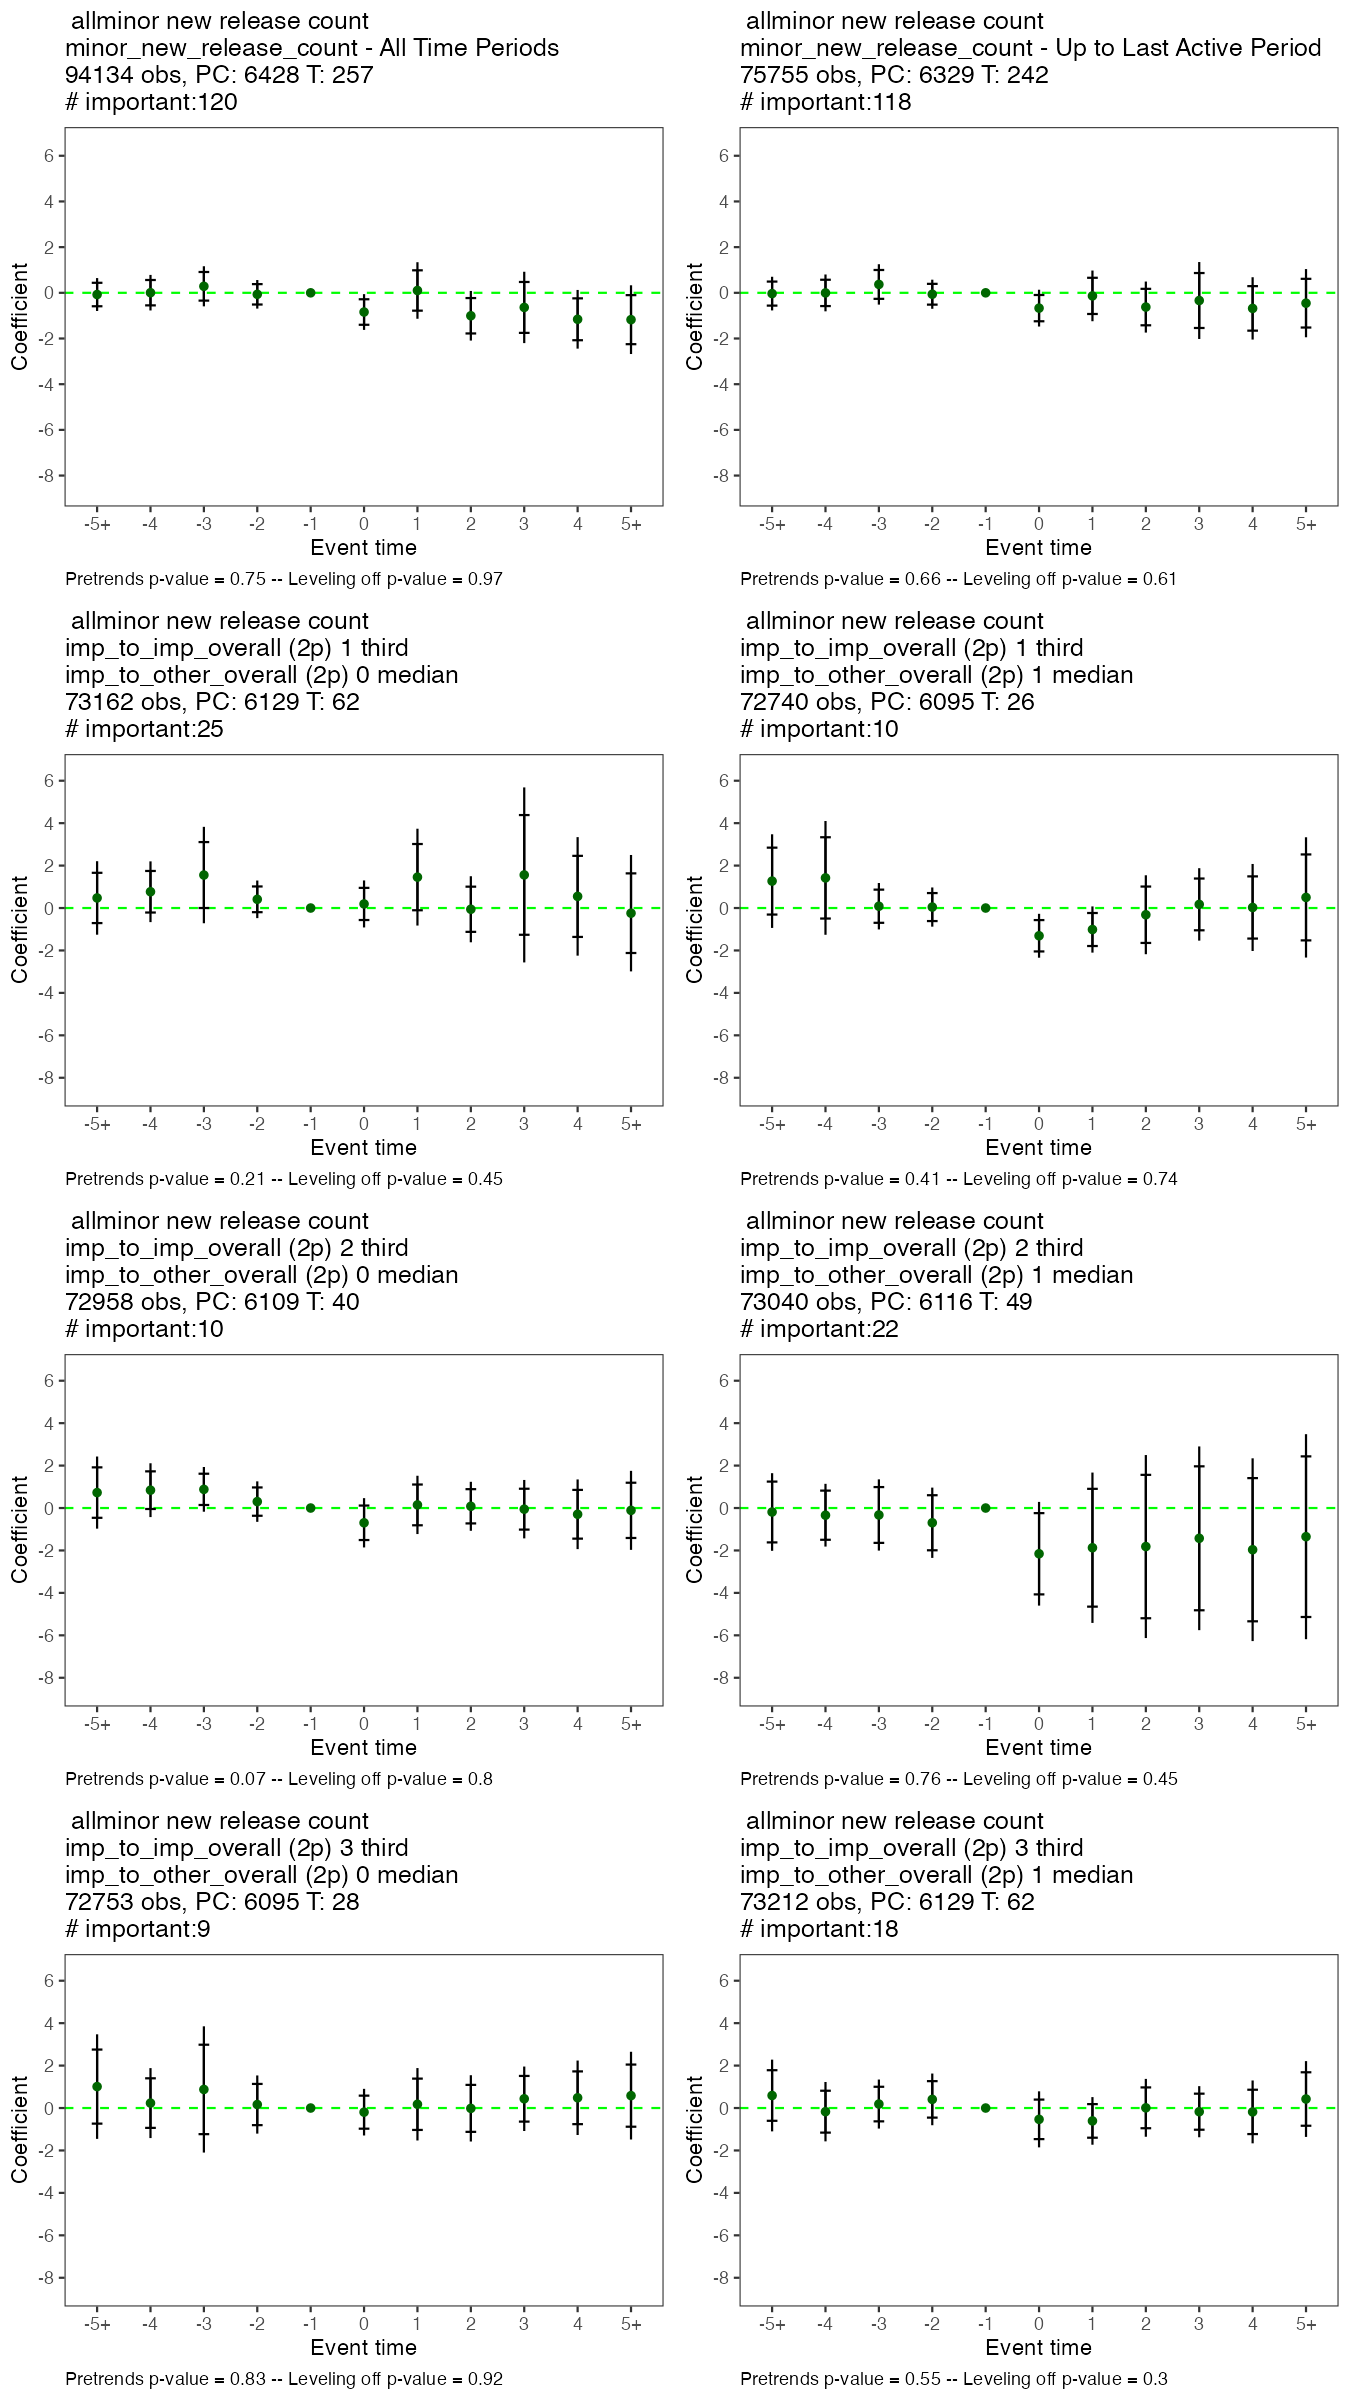 allminor new release count
minor_new_release_count - All Time Periods
94134 obs, PC: 6428 T: 257
# important:120
6
4
2
0
-2
-4
-6
-8
Coefficient
-5+ -4 -3 -2 -1 0 1 2 3 4 5+
Event time
Pretrends p-value = 0.75 -- Leveling off p-value = 0.97
allminor new release count
minor_new_release_count - Up to Last Active Period
75755 obs, PC: 6329 T: 242
# important:118
6
4
2
0
-2
-4
-6
-8
Coefficient
-5+ -4 -3 -2 -1 0 1 2 3 4 5+
Event time
Pretrends p-value = 0.66 -- Leveling off p-value = 0.61
allminor new release count
imp_to_imp_overall (2p) 1 third
imp_to_other_overall (2p) 0 median
73162 obs, PC: 6129 T: 62
# important:25
6
4
2
0
-2
-4
-6
-8
Coefficient
-5+ -4 -3 -2 -1 0 1 2 3 4 5+
Event time
Pretrends p-value = 0.21 -- Leveling off p-value = 0.45
allminor new release count
imp_to_imp_overall (2p) 1 third
imp_to_other_overall (2p) 1 median
72740 obs, PC: 6095 T: 26
# important:10
6
4
2
0
-2
-4
-6
-8
Coefficient
-5+ -4 -3 -2 -1 0 1 2 3 4 5+
Event time
Pretrends p-value = 0.41 -- Leveling off p-value = 0.74
allminor new release count
imp_to_imp_overall (2p) 2 third
imp_to_other_overall (2p) 0 median
72958 obs, PC: 6109 T: 40
# important:10
6
4
2
0
-2
-4
-6
-8
Coefficient
-5+ -4 -3 -2 -1 0 1 2 3 4 5+
Event time
Pretrends p-value = 0.07 -- Leveling off p-value = 0.8
allminor new release count
imp_to_imp_overall (2p) 2 third
imp_to_other_overall (2p) 1 median
73040 obs, PC: 6116 T: 49
# important:22
6
4
2
0
-2
-4
-6
-8
Coefficient
-5+ -4 -3 -2 -1 0 1 2 3 4 5+
Event time
Pretrends p-value = 0.76 -- Leveling off p-value = 0.45
allminor new release count
imp_to_imp_overall (2p) 3 third
imp_to_other_overall (2p) 0 median
72753 obs, PC: 6095 T: 28
# important:9
6
4
2
0
-2
-4
-6
-8
Coefficient
-5+ -4 -3 -2 -1 0 1 2 3 4 5+
Event time
Pretrends p-value = 0.83 -- Leveling off p-value = 0.92
allminor new release count
imp_to_imp_overall (2p) 3 third
imp_to_other_overall (2p) 1 median
73212 obs, PC: 6129 T: 62
# important:18
6
4
2
0
-2
-4
-6
-8
Coefficient
-5+ -4 -3 -2 -1 0 1 2 3 4 5+
Event time
Pretrends p-value = 0.55 -- Leveling off p-value = 0.3